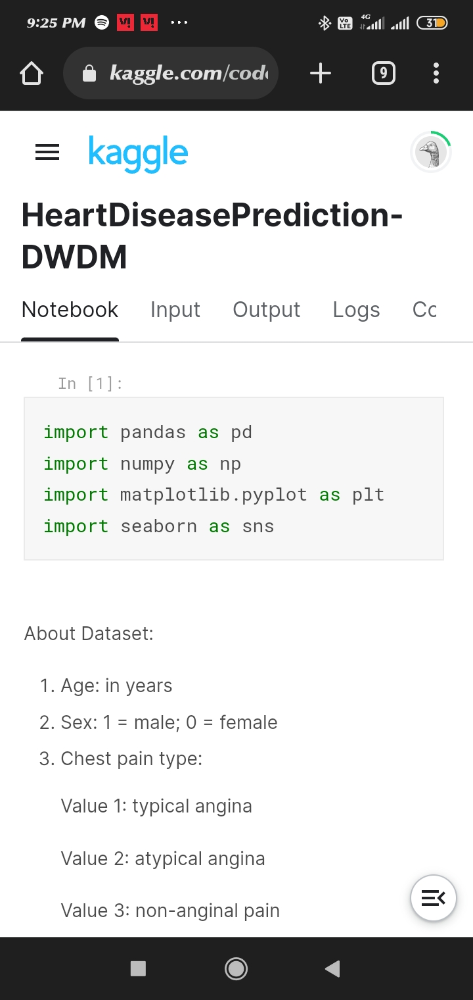 9:25 PM V! V! ... Vo LTE 4G 31
kaggle.com/cod 9
kaggle
HeartDiseasePrediction-
DWDM
Notebook Input Output Logs Co
In [1]:
import pandas as pd
import numpy as np
import matplotlib.pyplot as plt
import seaborn as sns
About Dataset:
1. Age: in years
2. Sex: 1 = male; 0 = female
3. Chest pain type:
Value 1: typical angina
Value 2: atypical angina
Value 3: non-anginal pain